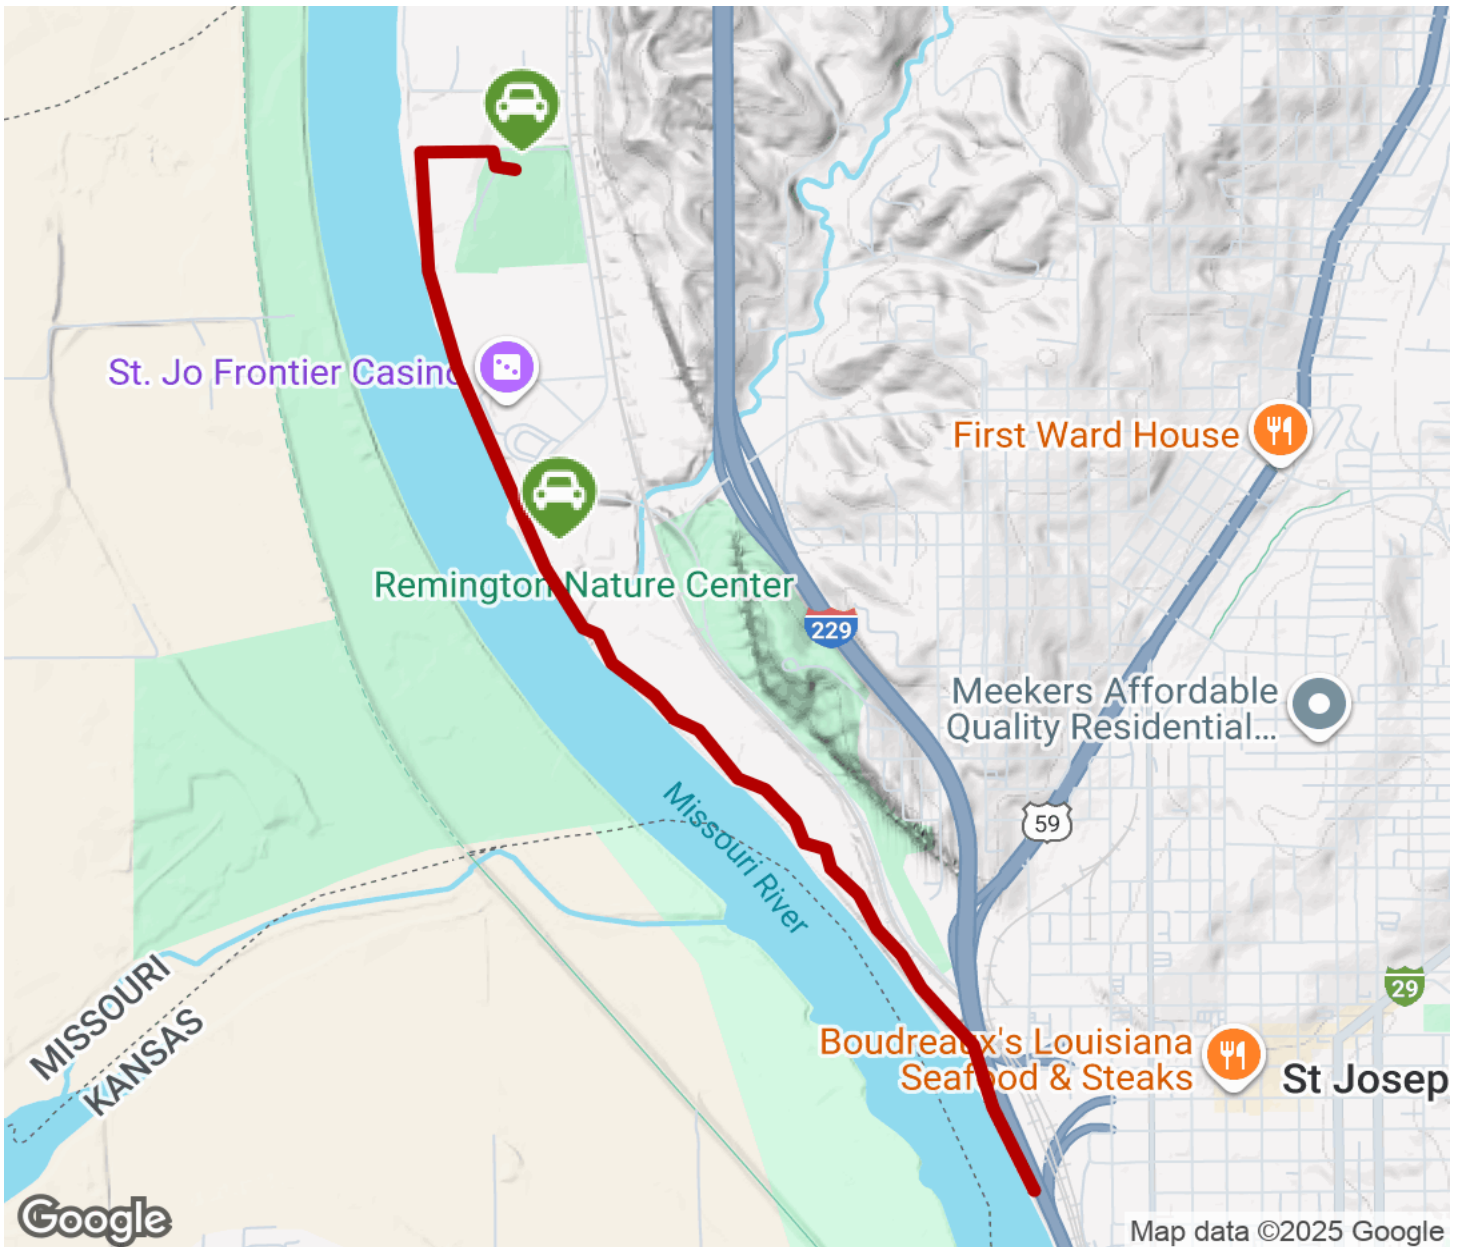 St. Jo Frontier Casino
First Ward House
Remington Nature Center
229
Meekers Affordable
Quality Residential...
Missouri River
59
MISSOURI
KANSAS
29
Boudreaux's Louisiana
Seafood & Steaks
St Josep
Google
Map data ©2025 Google